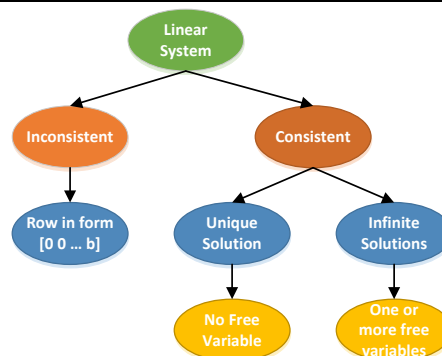 Linear
System
Inconsistent
Consistent
Row in form
[0 0 ... b]
Unique
Solution
Infinite
Solutions
No Free
Variable
One or
more free
variables